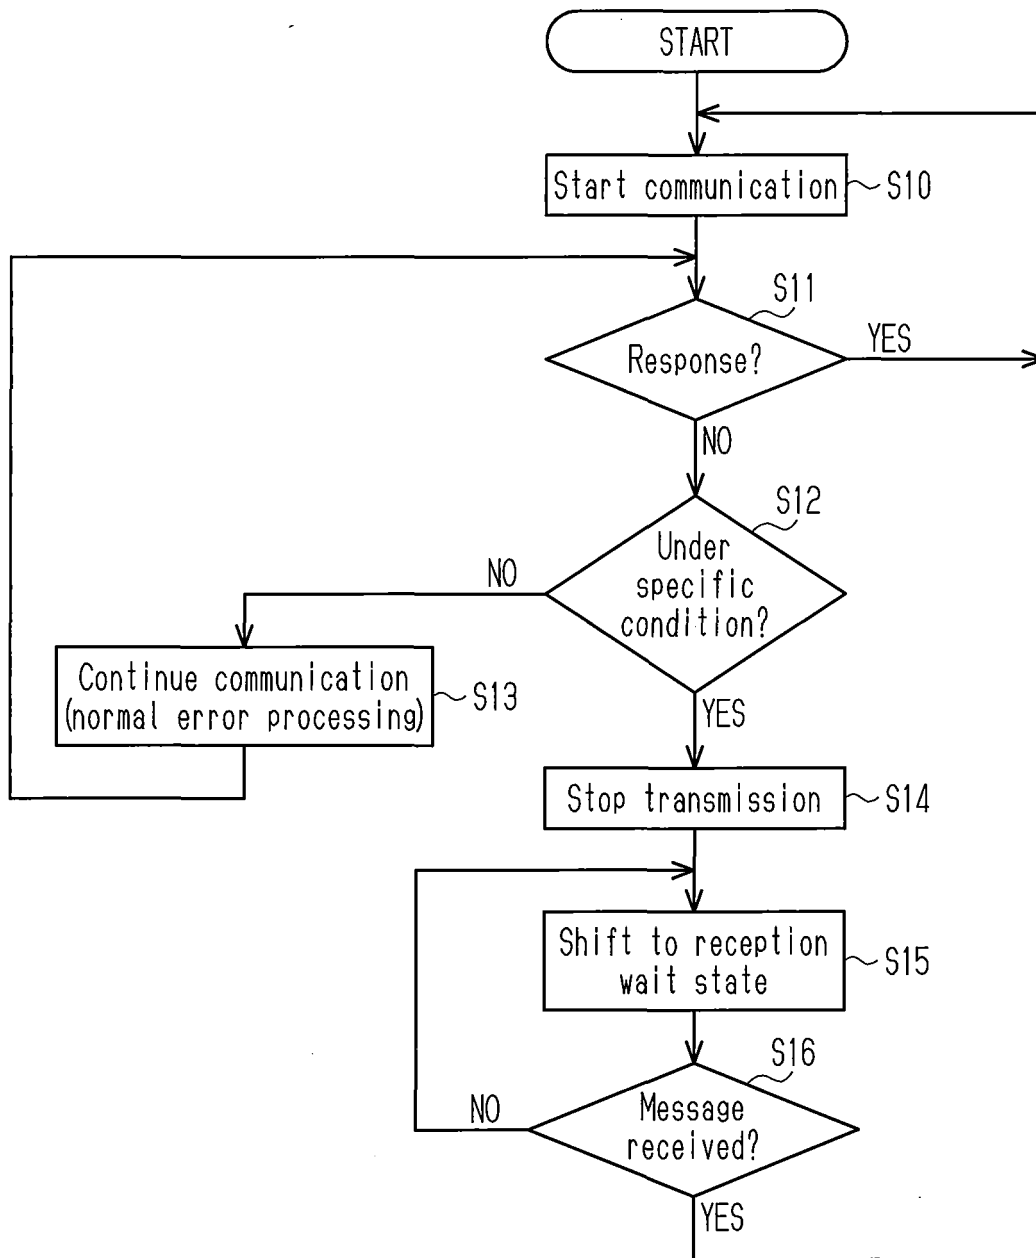 START
Start communication
S10
S11
Response?
YES
NO
S12
Under
specific
condition?
NO
YES
Continue communication
(normal error processing)
S13
Stop transmission
S14
Shift to reception
wait state
S15
S16
Message
received?
NO
YES